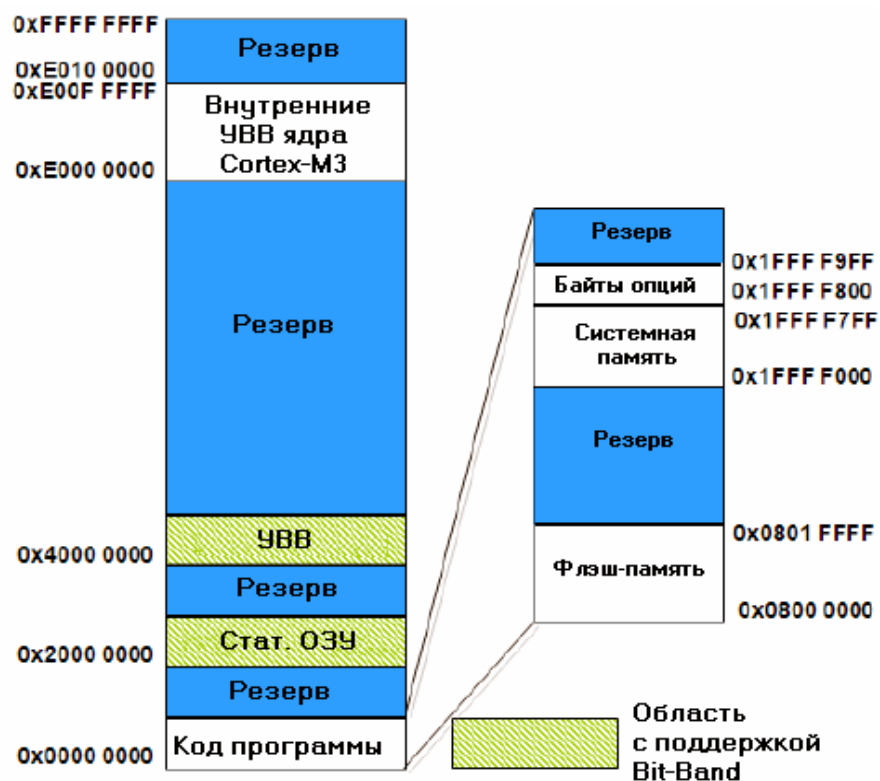 0xFFFF FFFF
Резерв
0xE010 0000
0xE00F FFFF
Внутренние
УВВ ядра
Cortex-M3
0xE000 0000
Резерв
УВВ
0x4000 0000
Резерв
Стат. ОЗУ
0x2000 0000
Резерв
Код программы
0x0000 0000
Резерв
0x1FFF F9FF
Байты опций
0x1FFF F800
0x1FFF F7FF
Системная
память
0x1FFF F000
Резерв
0x0801 FFFF
Флэш-память
0x0800 0000
Область
с поддержкой
Bit-Band